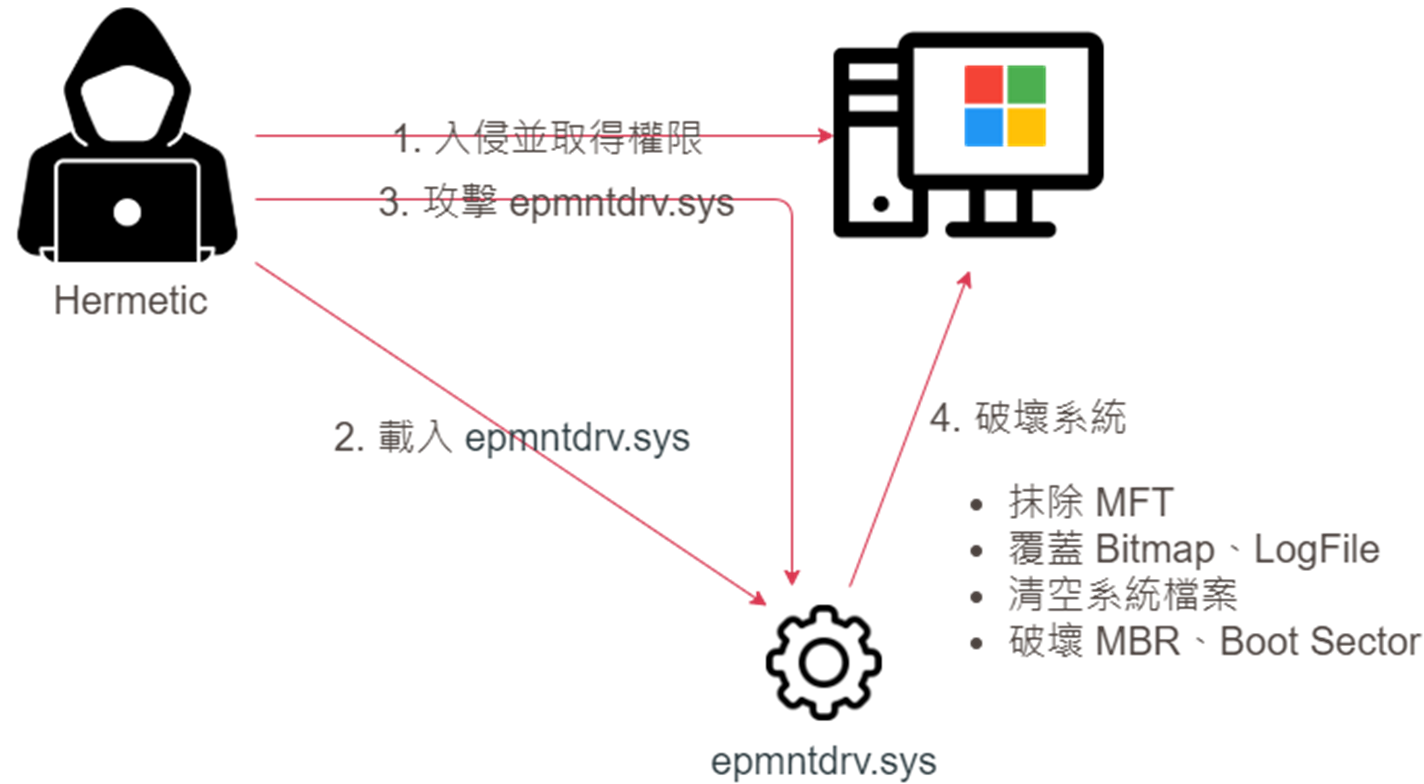 1. 入侵並取得權限
3. 攻擊 epmntdrv.sys
Hermetic
2. 載入 epmntdrv.sys
4. 破壞系統
• 抹除 MFT
• 覆蓋 Bitmap、LogFile
• 清空系統檔案
• 破壞 MBR、Boot Sector
epmntdrv.sys